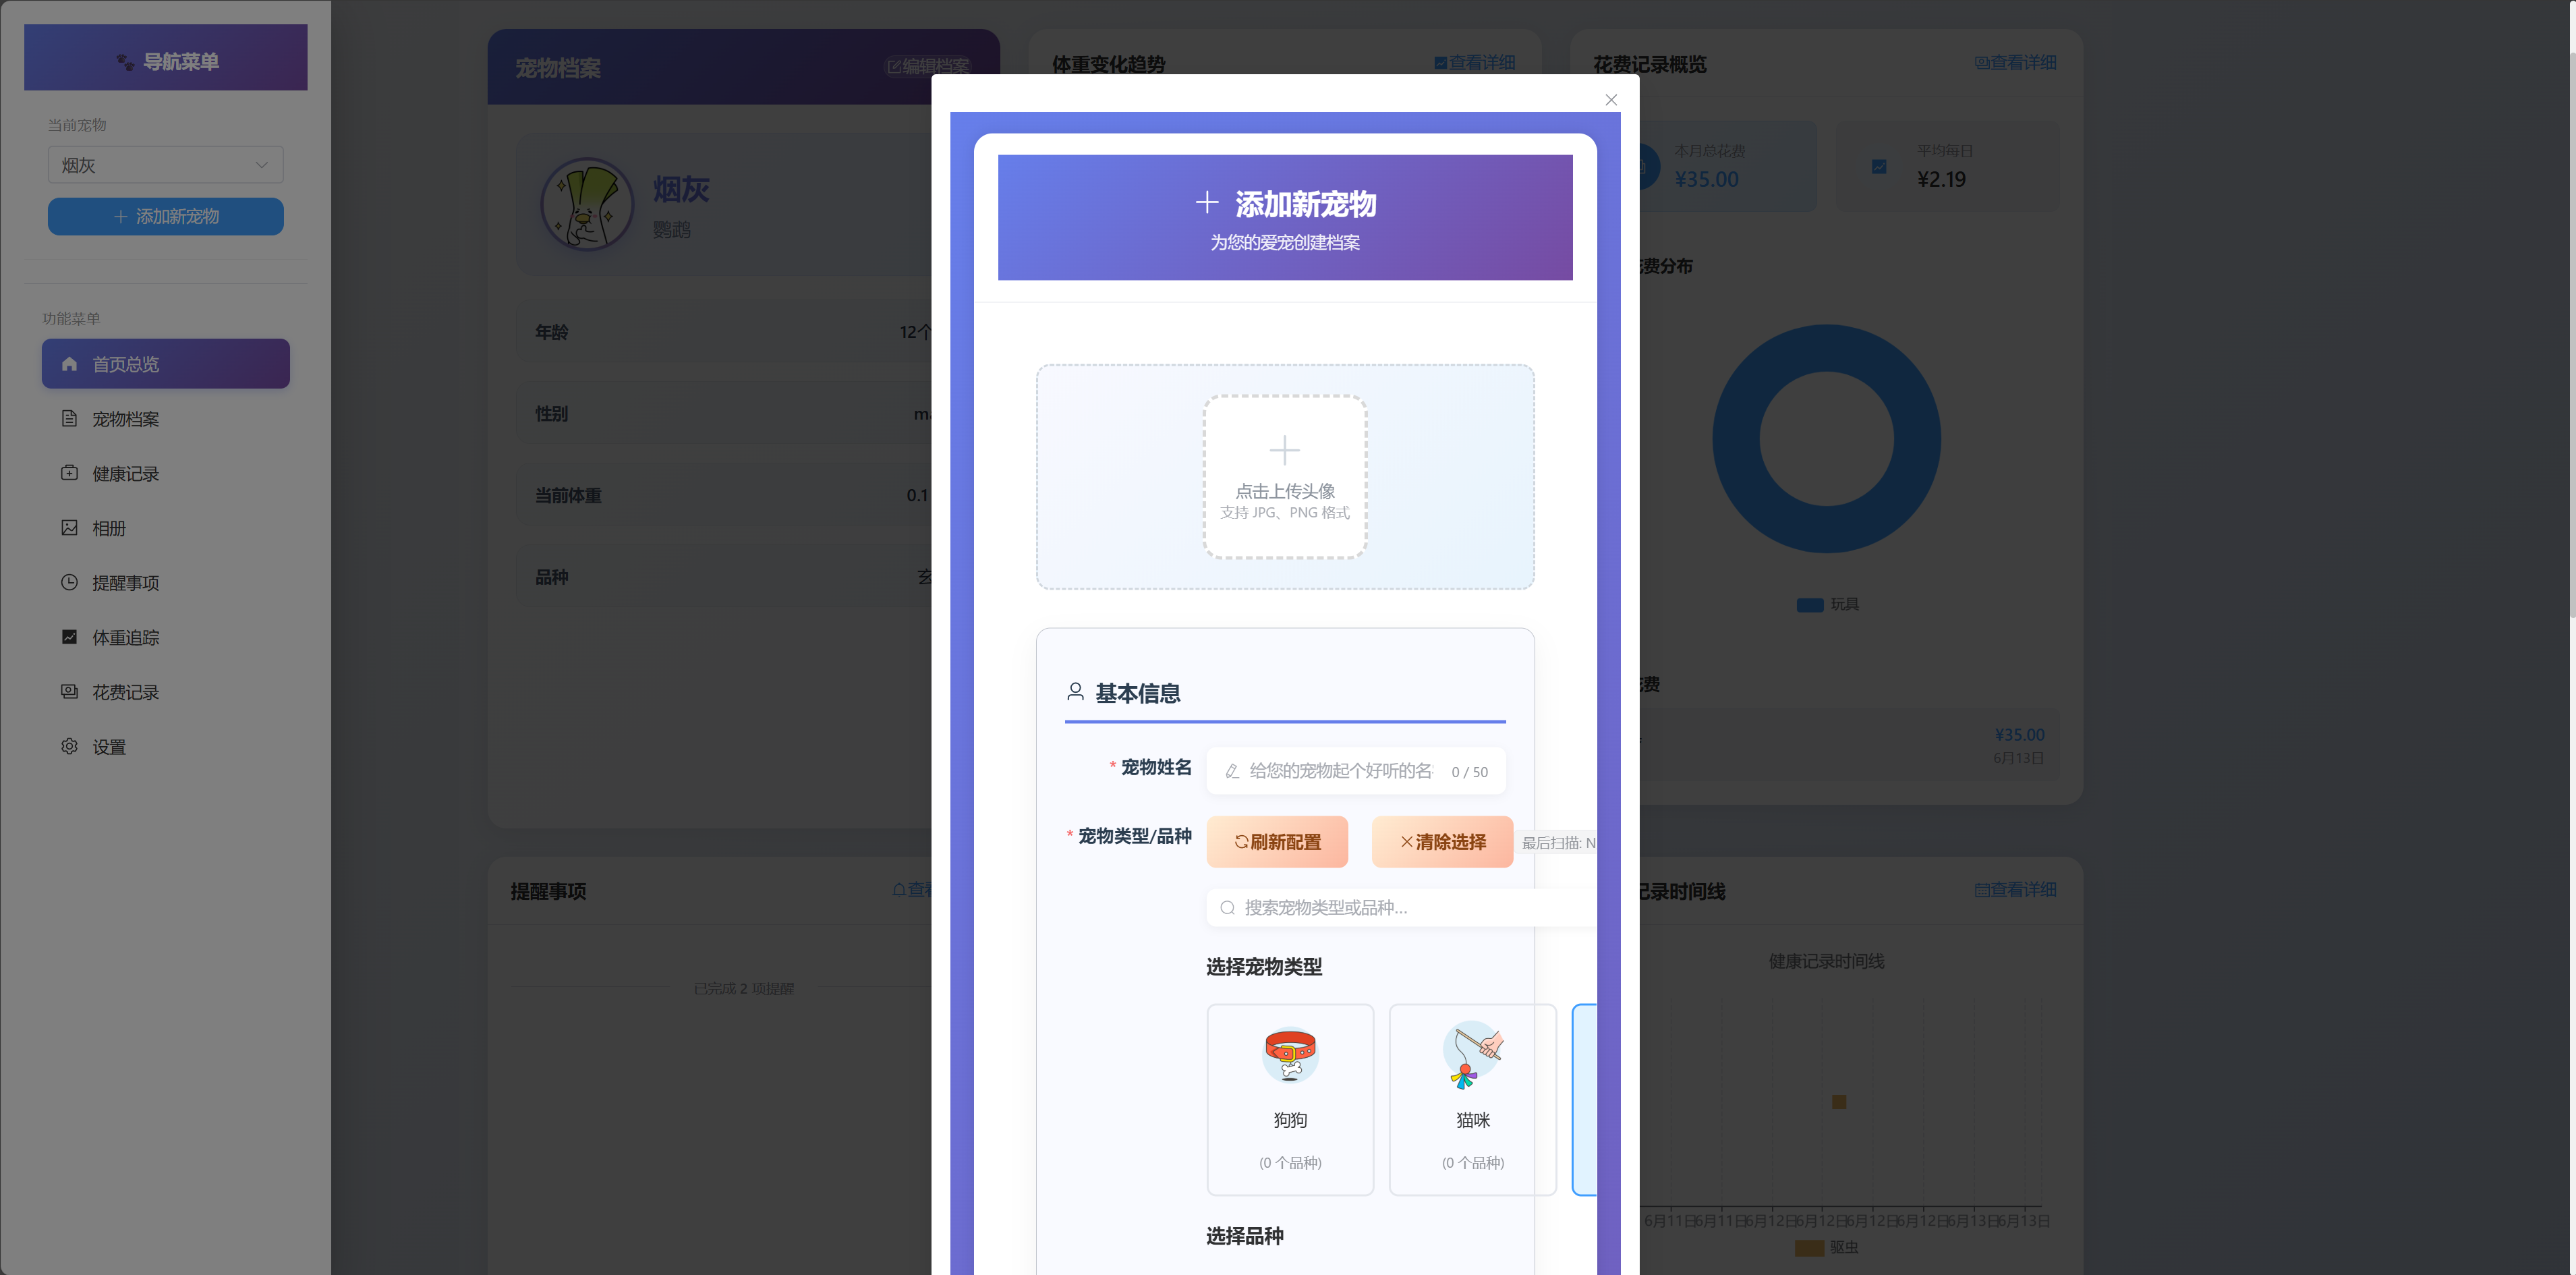 导航菜单
当前宠物
烟灰
添加新宠物
功能菜单
首页总览
宠物档案
健康记录
相册
提醒事项
体重追踪
花费记录
设置
宠物档案
编辑档案
烟灰
鹦鹉
年龄
12个
性别
当前体重
0.1
品种
体重变化趋势
查看详细
花费记录概览
查看详细
本月总花费
¥35.00
平均每日
¥2.19
费分布
玩具
费
¥35.00
6月13日
添加新宠物
为您的爱宠创建档案
点击上传头像
支持 JPG、PNG 格式
基本信息
* 宠物姓名
给您的宠物起个好听的名
0 / 50
* 宠物类型/品种
刷新配置
清除选择
最后扫描: N
搜索宠物类型或品种...
选择宠物类型
狗狗
(0 个品种)
猫咪
(0 个品种)
选择品种
提醒事项
查
已完成 2 项提醒
记录时间线
查看详细
健康记录时间线
6月11日6月11日6月12日6月12日6月12日6月12日6月13日6月13日
驱虫